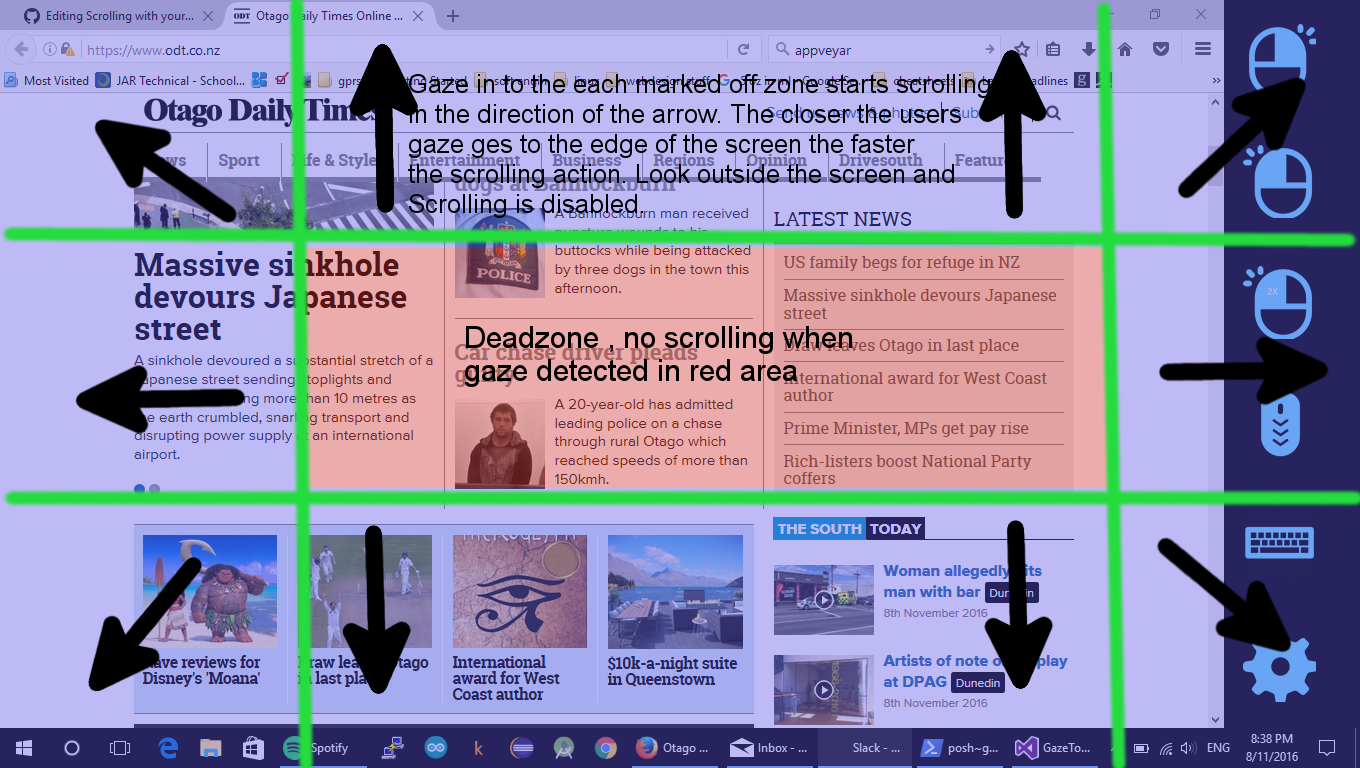 Editing Scrolling with your...
ODT Otago Daily Times Online ...
https://www.odt.co.nz
appveyar
Most Visited
JAR Technical - School...
Otago Daily Times
Gaze in to the each marked off zone starts scrolling
in the direction of the arrow. The closer the users
gaze ges to the edge of the screen the faster
the scrolling action. Look outside the screen and
Scrolling is disabled.
Sport
Life & Style
Entertainment
Business
Regions
Opinion
Drivesouth
dogs at Bannockburn
A Bannockburn man received
puncture wounds to his
buttocks while being attacked
by three dogs in the town this
afternoon.
POLICE
LATEST NEWS
US family begs for refuge in NZ
Massive sinkhole devours Japanese
street
Draw leaves Otago in last place
International award for West Coast
author
Prime Minister, MPs get pay rise
Rich-listers boost National Party
coffers
Massive sinkhole
devours Japanese
street
A sinkhole devoured a substantial stretch of a
Japanese street sending stoplights and
more than 10 metres as
the earth crumbled, snarling transport and
disrupting power supply at an international
airport.
Deadzone , no scrolling when
gaze detected in red area
Car chase driver pleads
guilty
A 20-year-old has admitted
leading police on a chase
through rural Otago which
reached speeds of more than
150kmh.
2X
Rave reviews for
Disney's 'Moana'
Draw leaves Otago
in last place
International
award for West
Coast author
$10k-a-night suite
in Queenstown
THE SOUTH TODAY
Woman allegedly hits
man with bar Dunedin
8th November 2016
Artists of note on display
at DPAG Dunedin
8th November 2016
Spotify
Otago ...
Inbox - ...
Slack - ...
posh~g...
GazeTo...
ENG
8:38 PM
8/11/2016